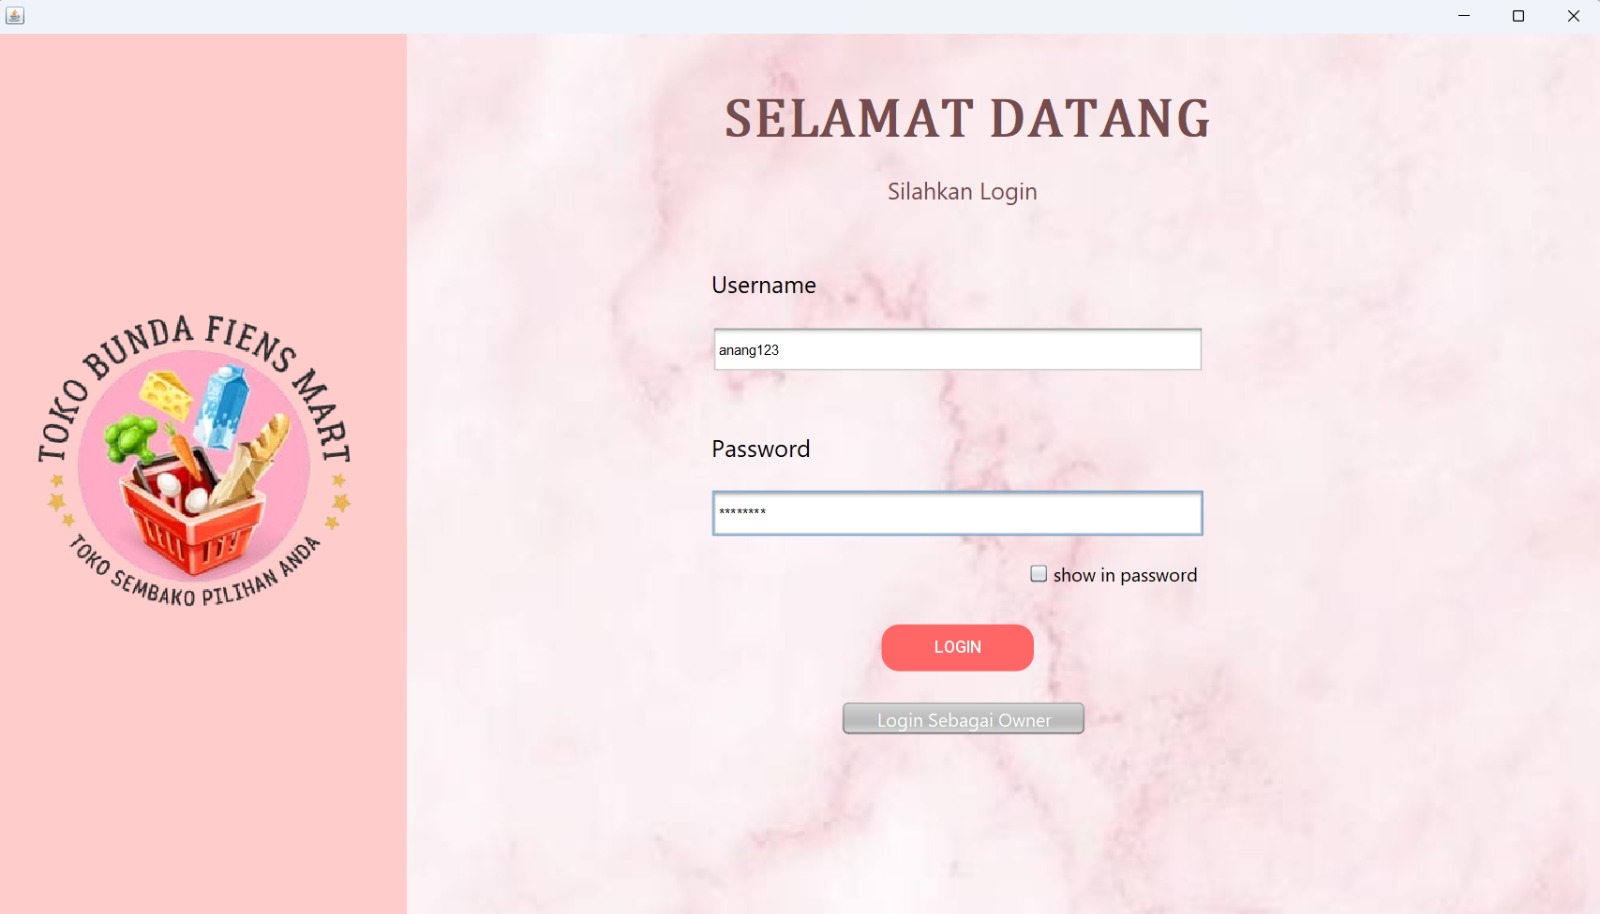 TOKO BUNDA FIENS MART
TOKO SEMBAKO PILIHAN ANDA
SELAMAT DATANG
Silahkan Login
Username
anang123
Password
********
show in password
LOGIN
Login Sebagai Owner